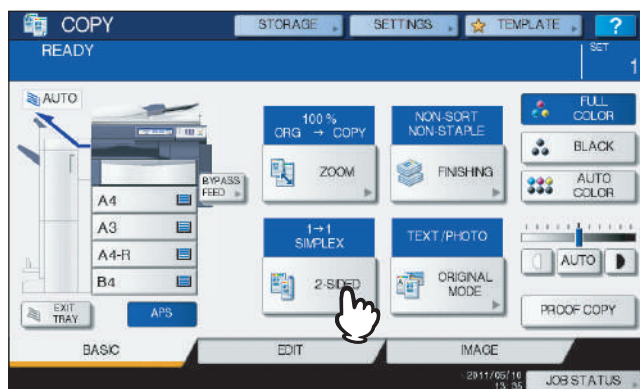 COPY
STORAGE
SETTINGS
TEMPLATE
?
READY
SET
1
AUTO
100 %
ORG → COPY
ZOOM
NON-SORT
NON-STAPLE
FINISHING
FULL
COLOR
BLACK
AUTO
COLOR
BYPASS
FEED
A4
A3
A4-R
B4
1→1
SIMPLEX
2-SIDED
TEXT/PHOTO
ORIGINAL
MODE
AUTO
EXIT
TRAY
APS
PROOF COPY
BASIC
EDIT
IMAGE
2011/06/10
13:35
JOB STATUS